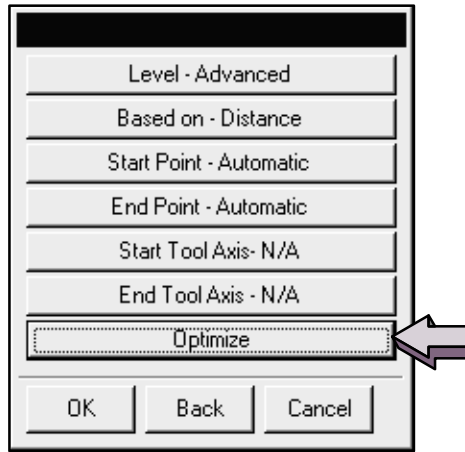 Level - Advanced
Based on - Distance
Start Point - Automatic
End Point - Automatic
Start Tool Axis- N/A
End Tool Axis - N/A
Optimize
OK Back Cancel